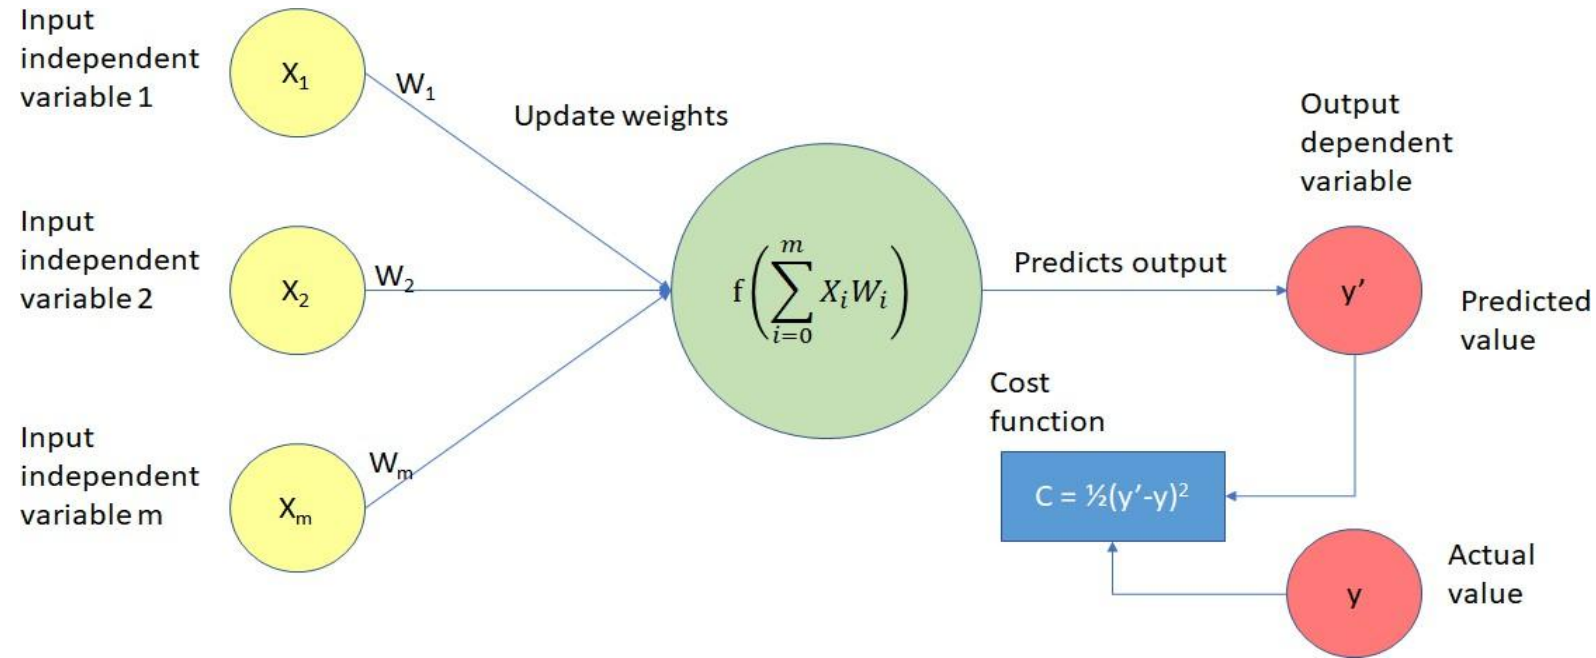 Input
independent
variable 1
X₁
W₁
Update weights
Input
independent
variable 2
X₂
W₂
Input
independent
variable m
Xₘ
Wₘ
m
f(∑XᵢWᵢ)
i=0
Predicts output
Output
dependent
variable
y’
Predicted
value
Cost
function
C = ½(y’-y)²
y
Actual
value